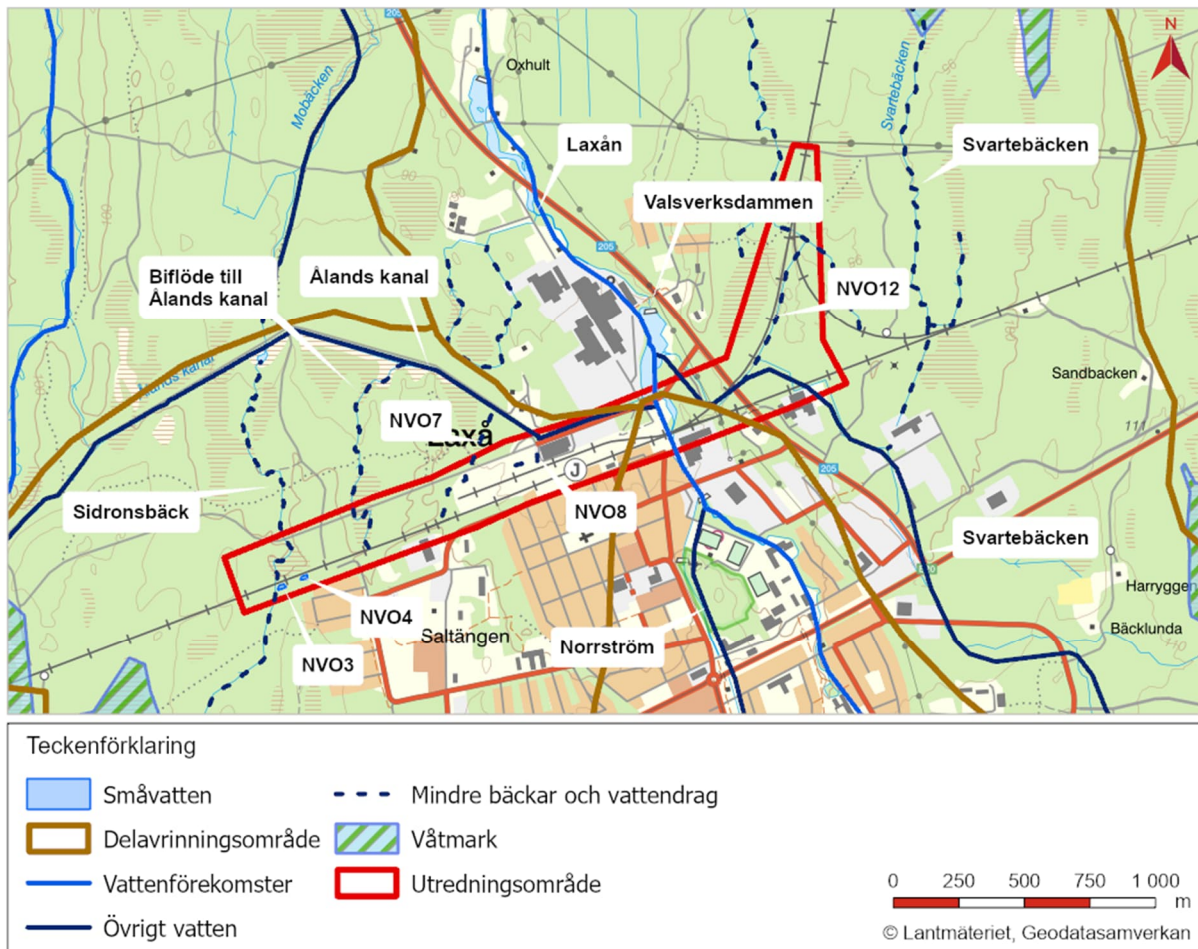 N
Oxhult
Mobäcken
Svartebäcken
Laxån
Svartebäcken
Valsverksdammen
205
Biflöde till
Ålands kanal
Ålands kanal
NVO12
Ålands kanal
Sandbacken
NVO7
Laxå
111
J
205
Sidronsbäck
NVO8
Svartebäcken
NVO4
Harryggen
Saltängen
Norrström
Bäcklunda
NVO3
Teckenförklaring
Småvatten
Mindre bäckar och vattendrag
Delavrinningsområde
Våtmark
Vattenförekomster
Utredningsområde
Övrigt vatten
0 250 500 750 1 000
m
© Lantmäteriet, Geodatasamverkan